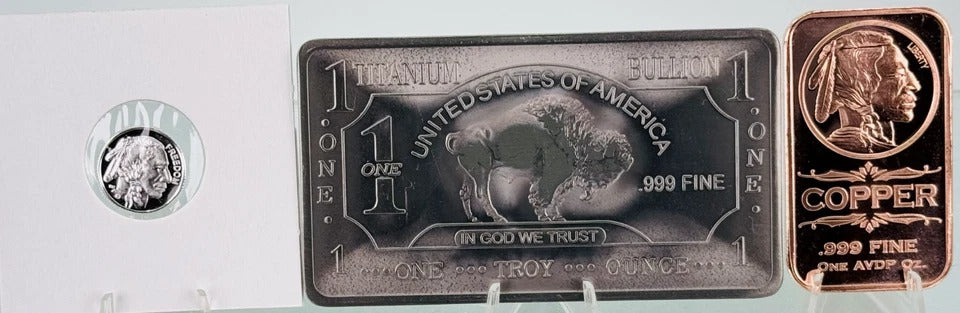 FREEDOM
1 TITANIUM BULLION 1
UNITED STATES OF AMERICA
1
ONE
ONE
ONE
.999 FINE
IN GOD WE TRUST
1 ONE TROY OUNCE 1
LIBERTY
COPPER
.999 FINE
ONE AVDP OZ.